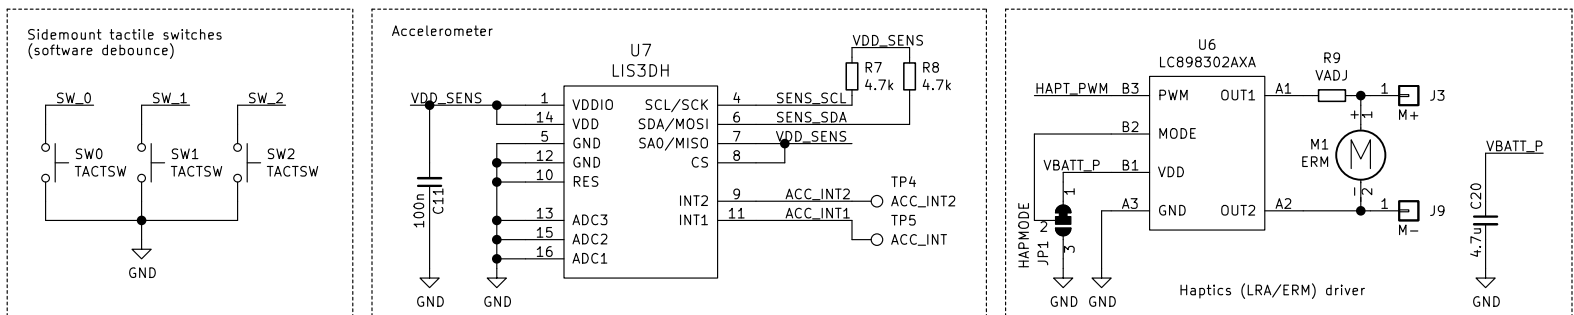 Sidemount tactile switches
(software debounce)
SW_0
SW_1
SW_2
SW0
TACTSW
SW1
TACTSW
SW2
TACTSW
GND
Accelerometer
U7
LIS3DH
VDD_SENS
VDD_SENS
R7
4.7k
R8
4.7k
1 VDDIO SCL/SCK 4 SENS_SCL
14 VDD SDA/MOSI 6 SENS_SDA
5 GND SA0/MISO 7 VDD_SENS
12 GND CS 8
10 RES
INT2 9 ACC_INT2
13 ADC3 INT1 11 ACC_INT1
15 ADC2
16 ADC1
TP4
ACC_INT2
TP5
ACC_INT
100n
C11
GND
GND
U6
LC898302AXA
HAPT_PWM B3 PWM OUT1 A1
B2 MODE
VBATT_P B1 VDD
A3 GND OUT2 A2
R9
VADJ
1 J3
M+
+
1
M1
ERM
M
-
2
1 J9
M-
HAPMODE
JP1
1
2
3
GND
GND
VBATT_P
C20
4.7u
GND
Haptics (LRA/ERM) driver